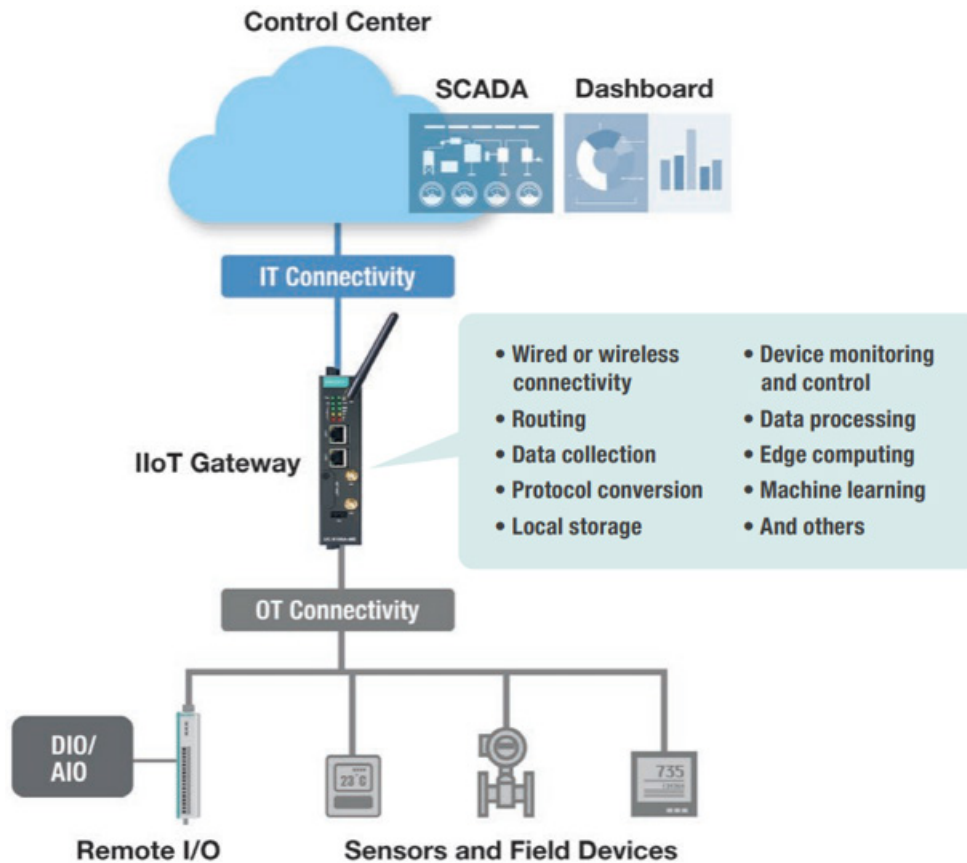 Control Center
SCADA
Dashboard
IT Connectivity
IIoT Gateway
• Wired or wireless
connectivity
• Routing
• Data collection
• Protocol conversion
• Local storage
• Device monitoring
and control
• Data processing
• Edge computing
• Machine learning
• And others
OT Connectivity
DIO/
AIO
23°C
735
Remote I/O
Sensors and Field Devices